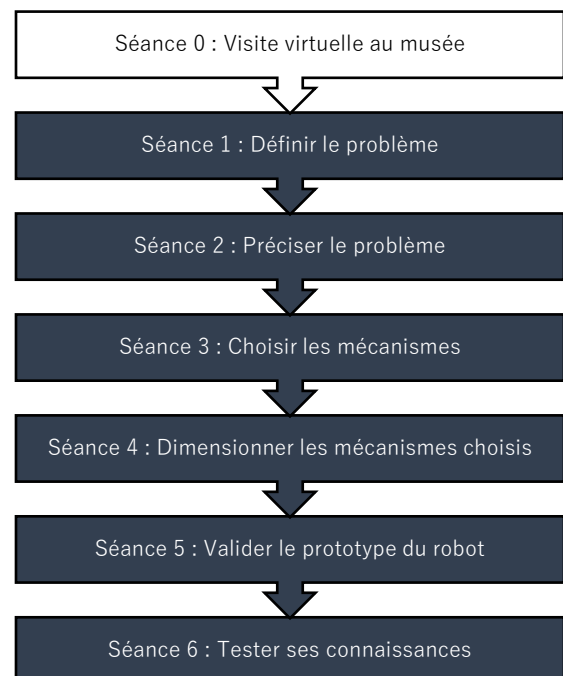 Séance 0 : Visite virtuelle au musée
Séance 1 : Définir le problème
Séance 2 : Préciser le problème
Séance 3 : Choisir les mécanismes
Séance 4 : Dimensionner les mécanismes choisis
Séance 5 : Valider le prototype du robot
Séance 6 : Tester ses connaissances